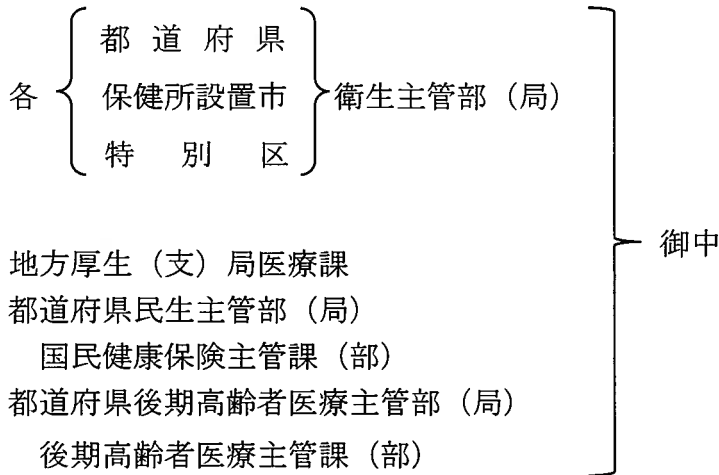 都道府県
各 保健所設置市 衛生主管部（局）
特別区
御中
地方厚生（支）局医療課
都道府県民生主管部（局）
国民健康保険主管課（部）
都道府県後期高齢者医療主管部（局）
後期高齢者医療主管課（部）